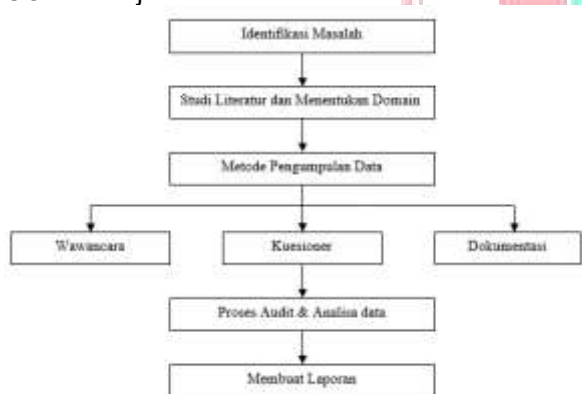 Identifikasi Masalah
Studi Literatur dan Menentukan Domain
Metode Pengumpulan Data
Wawancara
Kuesioner
Dokumentasi
Proses Audit & Analisa data
Membuat Laporan